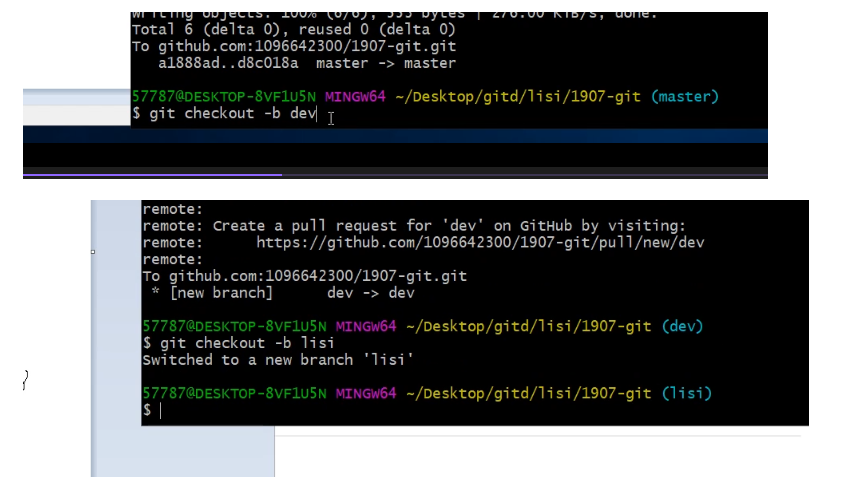 Writing objects: 100% (6/6), 555 bytes | 276.00 KiB/s, done.
Total 6 (delta 0), reused 0 (delta 0)
To github.com:1096642300/1907-git.git
a1888ad..d8c018a  master -> master
57787@DESKTOP-8VF1U5N MINGW64 ~/Desktop/gitd/lisi/1907-git (master)
$ git checkout -b dev
remote:
remote: Create a pull request for 'dev' on GitHub by visiting:
remote:      https://github.com/1096642300/1907-git/pull/new/dev
remote:
To github.com:1096642300/1907-git.git
* [new branch]      dev -> dev
57787@DESKTOP-8VF1U5N MINGW64 ~/Desktop/gitd/lisi/1907-git (dev)
$ git checkout -b lisi
Switched to a new branch 'lisi'
57787@DESKTOP-8VF1U5N MINGW64 ~/Desktop/gitd/lisi/1907-git (lisi)
$